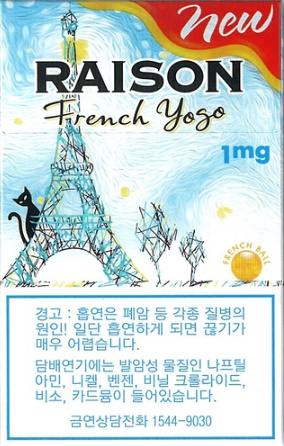 new
RAISON
French Yogo
1mg
FRENCH BALL
경고 : 흡연은 폐암 등 각종 질병의
원인!! 일단 흡연하게 되면 끊기가
매우 어렵습니다.
담배연기에는 발암성 물질인 나프틸
아민, 니켈, 벤젠, 비닐 크롤라이드,
비소, 카드뮴이 들어있습니다.
금연상담전화 1544-9030